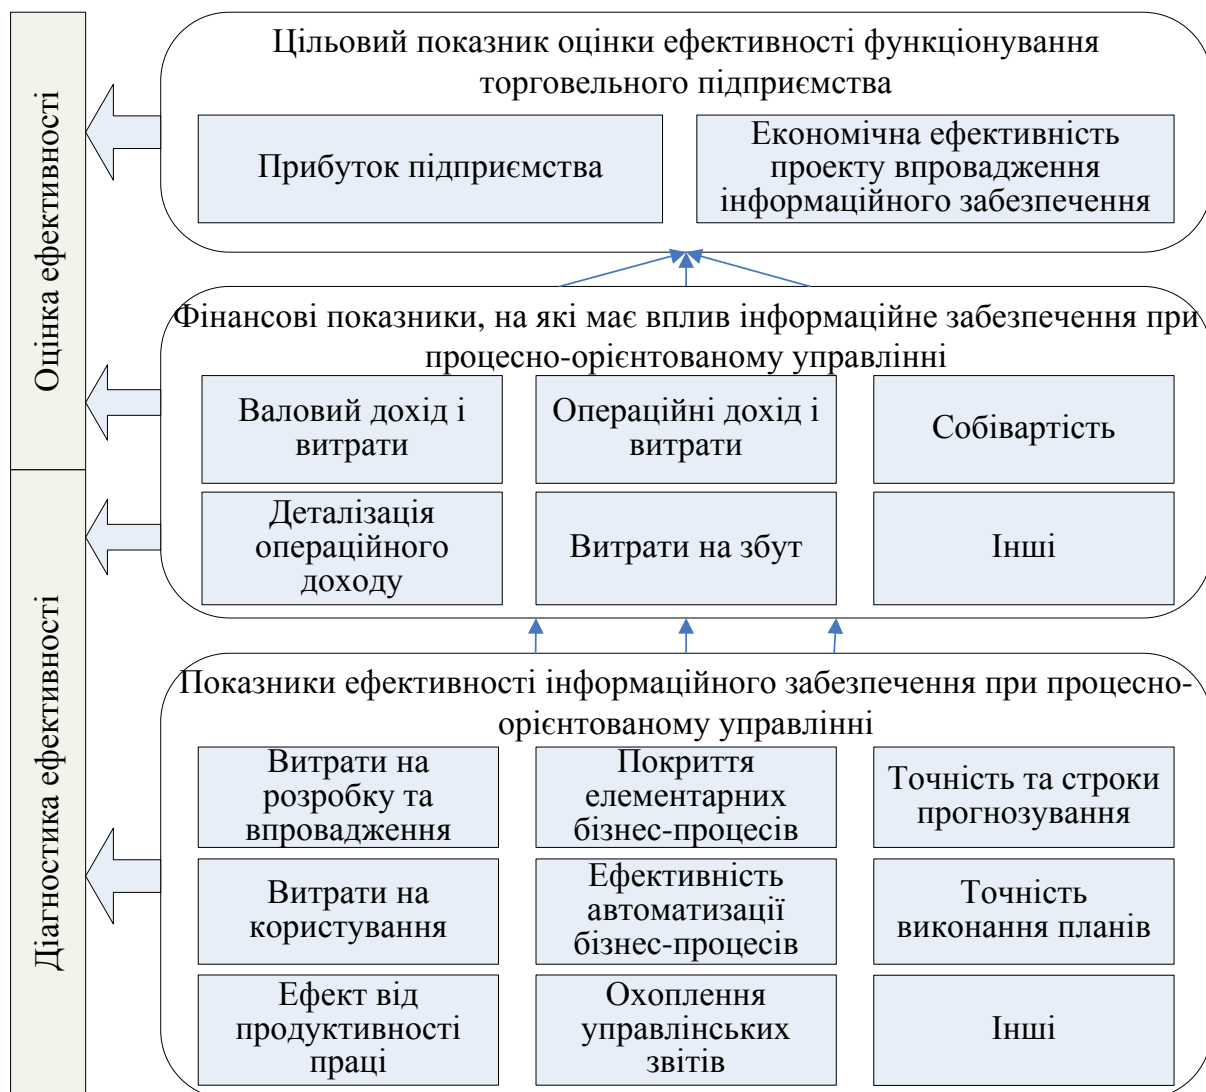 Оцінка ефективності
Діагностика ефективності
Цільовий показник оцінки ефективності функціонування
торговельного підприємства
Прибуток підприємства
Економічна ефективність
проекту впровадження
інформаційного забезпечення
Фінансові показники, на які має вплив інформаційне забезпечення при
процесно-орієнтованому управлінні
Валовий дохід і
витрати
Операційні дохід і
витрати
Собівартість
Деталізація
операційного
доходу
Витрати на збут
Інші
Показники ефективності інформаційного забезпечення при процесно-
орієнтованому управлінні
Витрати на
розробку та
впровадження
Покриття
елементарних
бізнес-процесів
Точність та строки
прогнозування
Витрати на
користування
Ефективність
автоматизації
бізнес-процесів
Точність
виконання планів
Ефект від
продуктивності
праці
Охоплення
управлінських
звітів
Інші